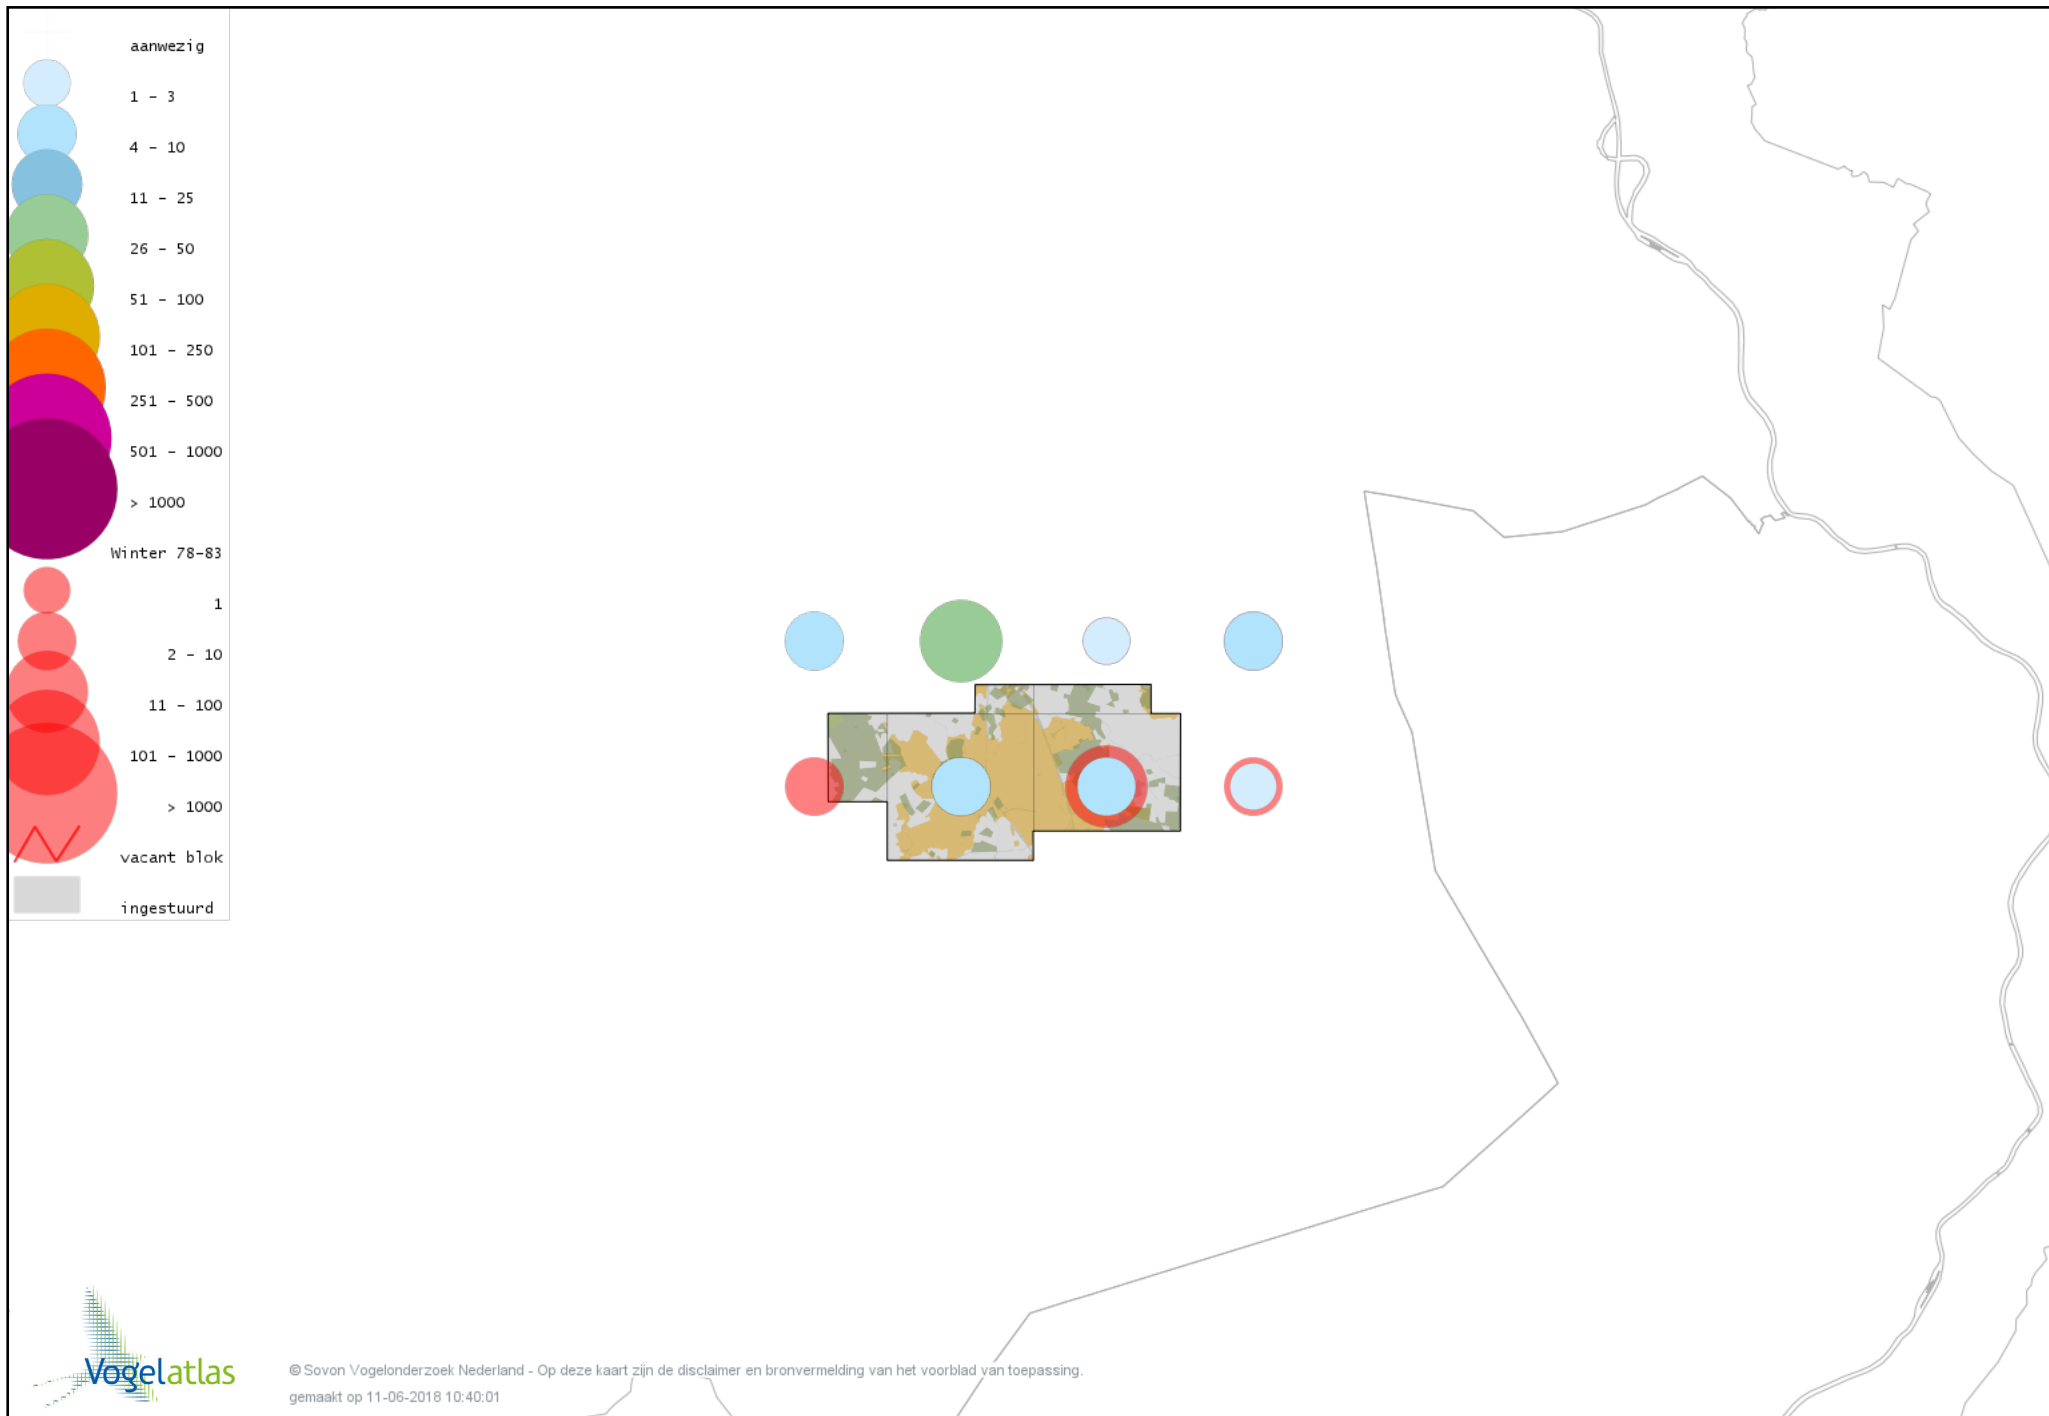 aanwezig
1 - 3
4 - 10
11 - 25
26 - 50
51 - 100
101 - 250
251 - 500
501 - 1000
> 1000
Winter 78-83
1
2 - 10
11 - 100
101 - 1000
> 1000
vacant blok
ingestuurd
Vogelatlas
© Sovon Vogelonderzoek Nederland - Op deze kaart zijn de disclaimer en bronvermelding van het voorblad van toepassing.
gemaakt op 11-06-2018 10:40:01